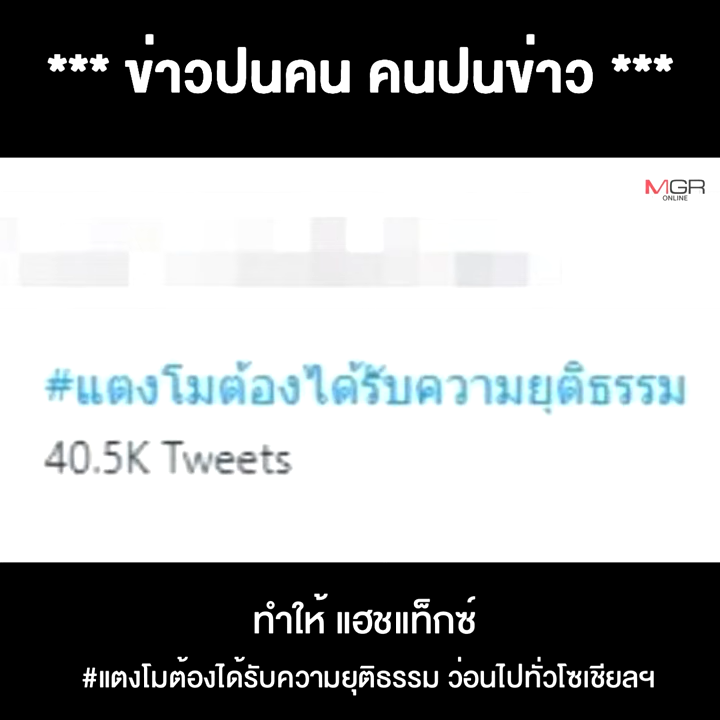 *** ข่าวปนคน คนปนข่าว ***
MGR
ONLINE
#แตงโมต้องได้รับความยุติธรรม
40.5K Tweets
ทำให้ แฮชแท็กซ์
#แตงโมต้องได้รับความยุติธรรม ว่อนไปทั่วโซเชียลฯ